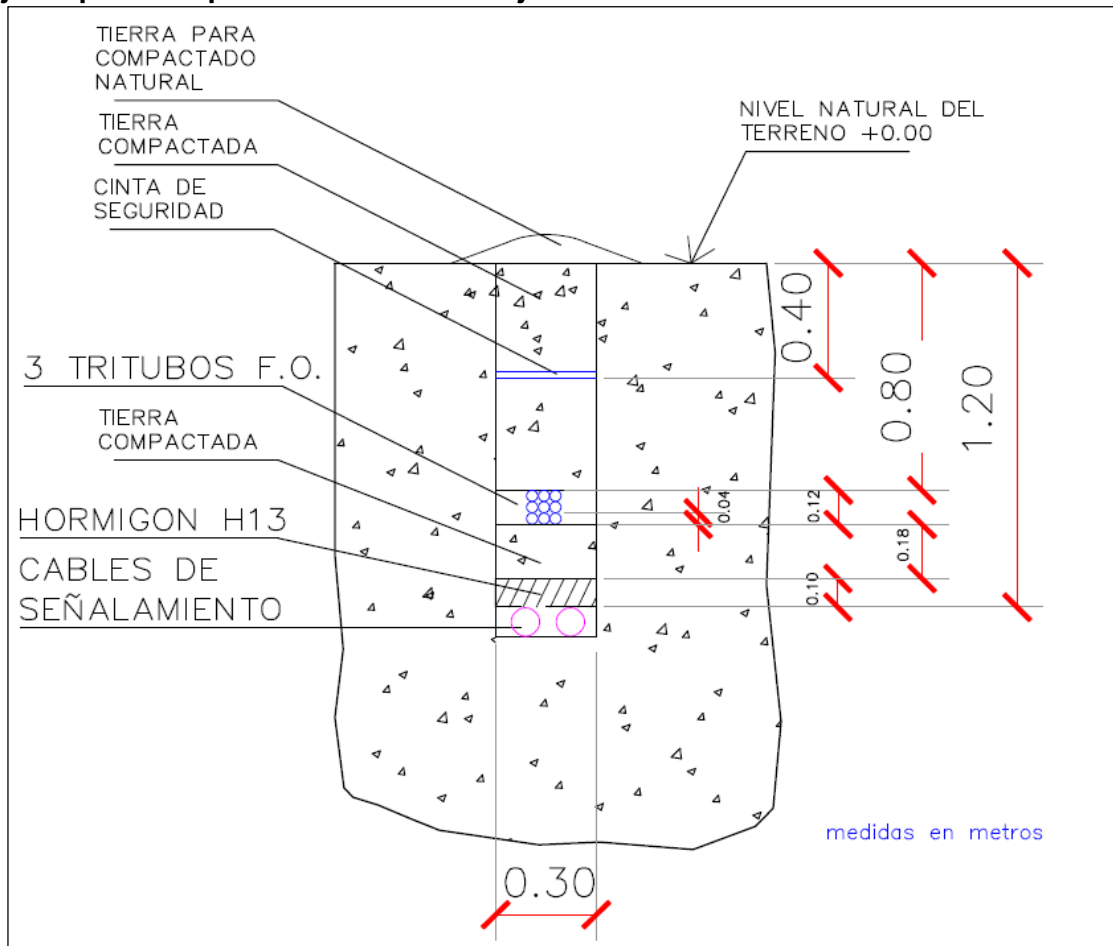 TIERRA PARA
COMPACTADO
NATURAL
TIERRA
COMPACTADA
CINTA DE
SEGURIDAD
3 TRITUBOS F.O.
TIERRA
COMPACTADA
HORMIGON H13
CABLES DE
SEÑALAMIENTO
NIVEL NATURAL DEL
TERRENO +0.00
0.40
0.80
1.20
0.04
0.12
0.18
0.10
medidas en metros
0.30